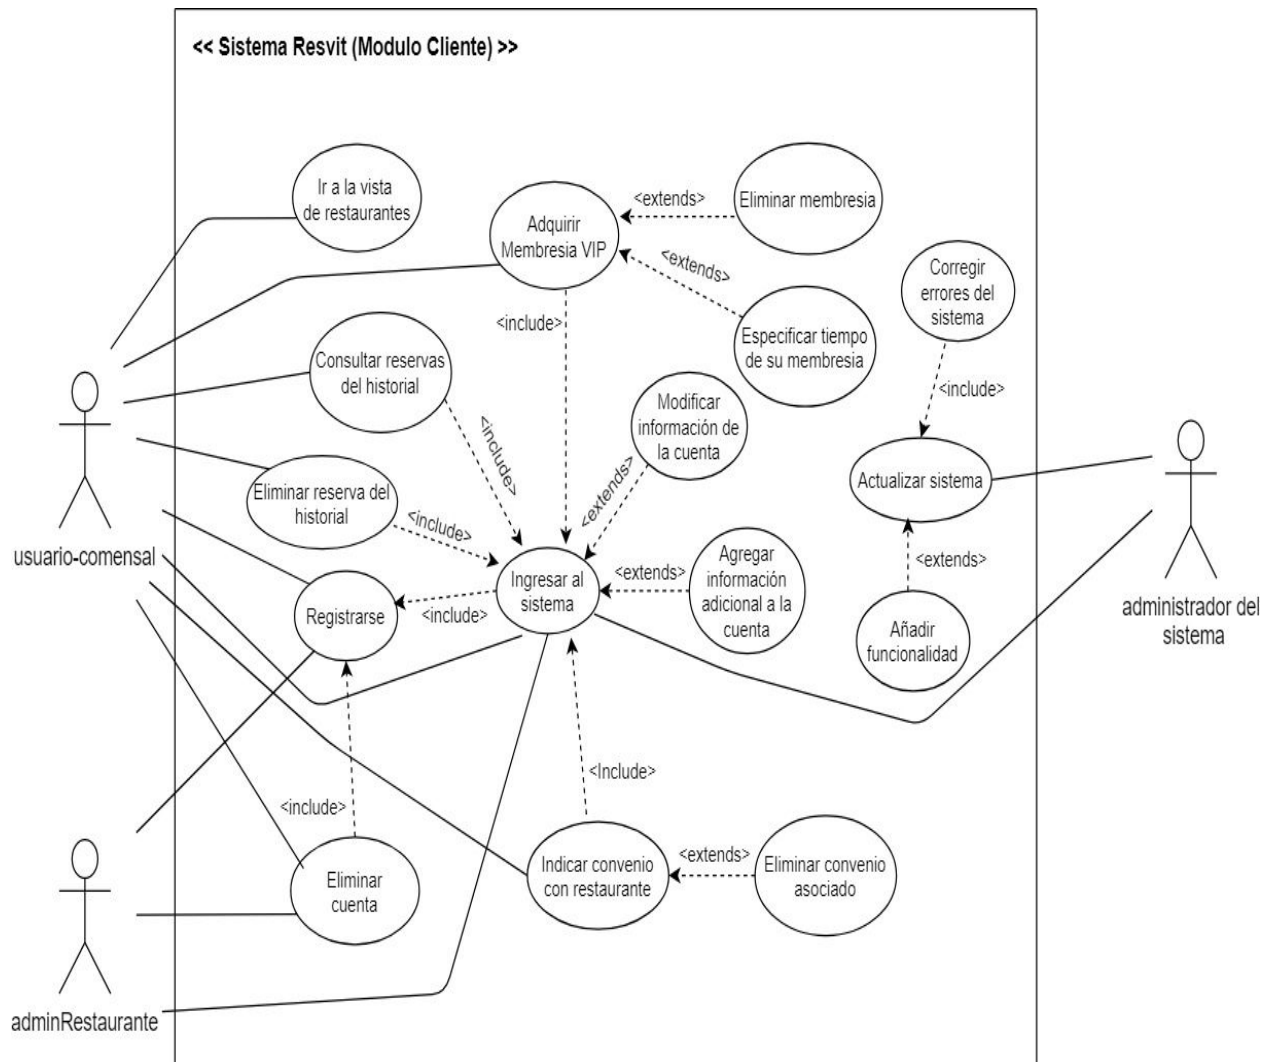 << Sistema Resvit (Modulo Cliente) >>
Ir a la vista
de restaurantes
Adquirir
Membresia VIP
<extends>
Eliminar membresia
<extends>
Especificar tiempo
de su membresia
Corregir
errores del
sistema
<include>
<include>
Consultar reservas
del historial
<include>
Modificar
información de
la cuenta
<extends>
Actualizar sistema
<extends>
Añadir
funcionalidad
Eliminar reserva del
historial
<include>
usuario-comensal
Ingresar al
sistema
<extends>
Agregar
información
adicional a la
cuenta
Registrarse
<include>
administrador del
sistema
<include>
<Include>
Eliminar
cuenta
Indicar convenio
con restaurante
<extends>
Eliminar convenio
asociado
adminRestaurante